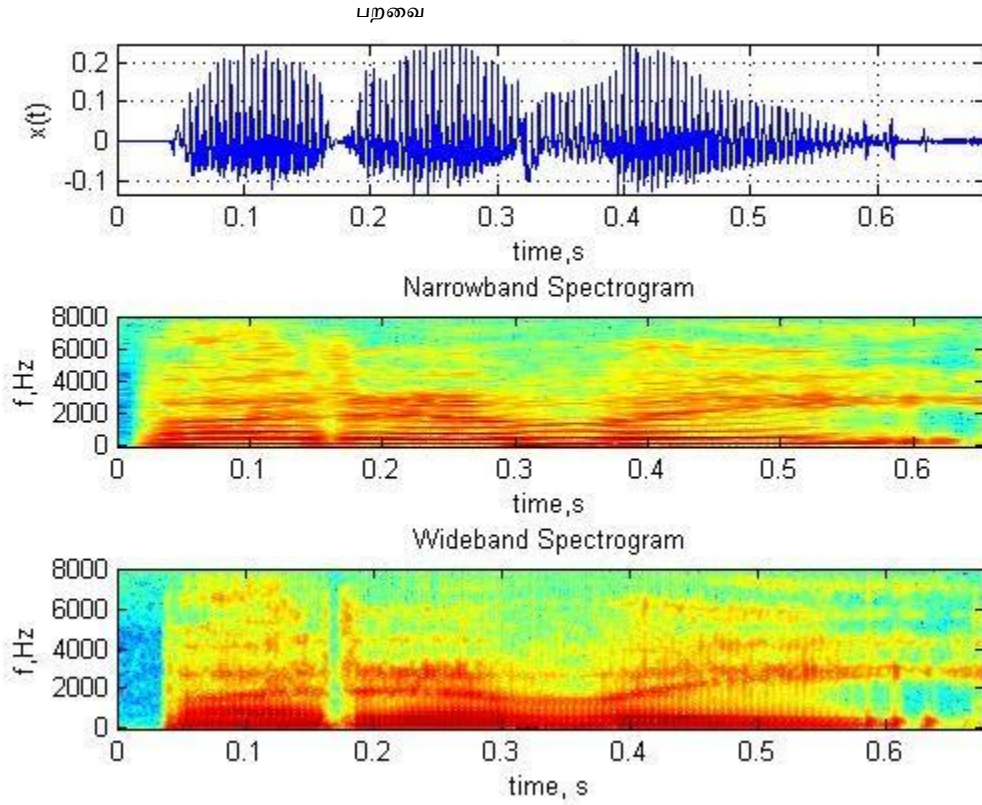 பறவை
0.2
0.1
0
-0.1
x(t)
0 0.1 0.2 0.3 0.4 0.5 0.6
time,s
Narrowband Spectrogram
8000
6000
4000
2000
0
f,Hz
0 0.1 0.2 0.3 0.4 0.5 0.6
time,s
Wideband Spectrogram
8000
6000
4000
2000
0
f,Hz
0 0.1 0.2 0.3 0.4 0.5 0.6
time, s